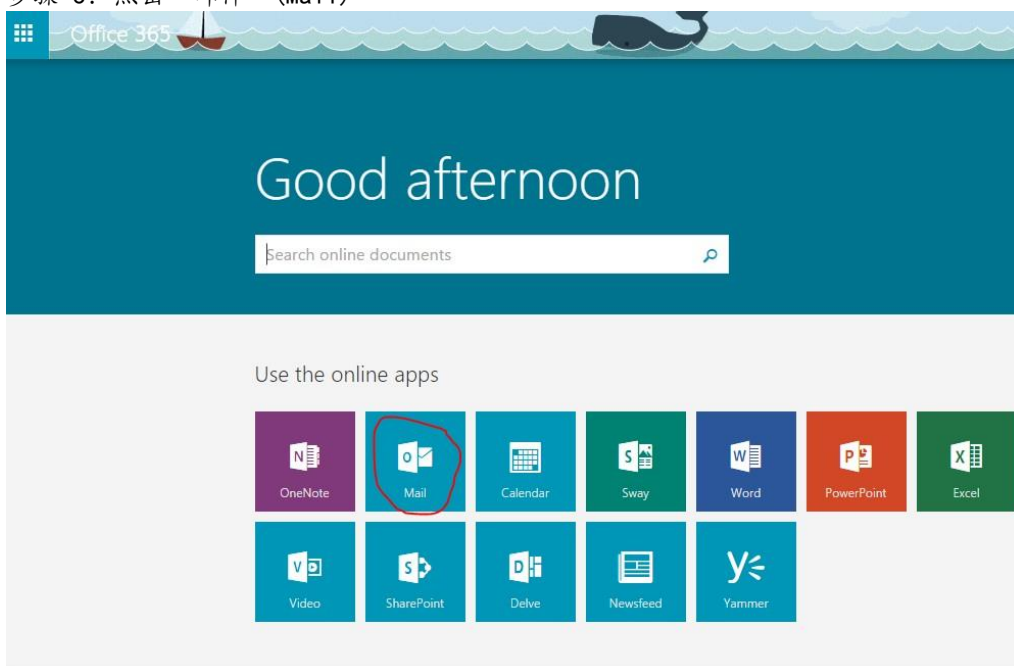 Office 365
Good afternoon
Search online documents
Use the online apps
OneNote Mail Calendar Sway Word PowerPoint Excel
Video SharePoint Delve Newsfeed Yammer